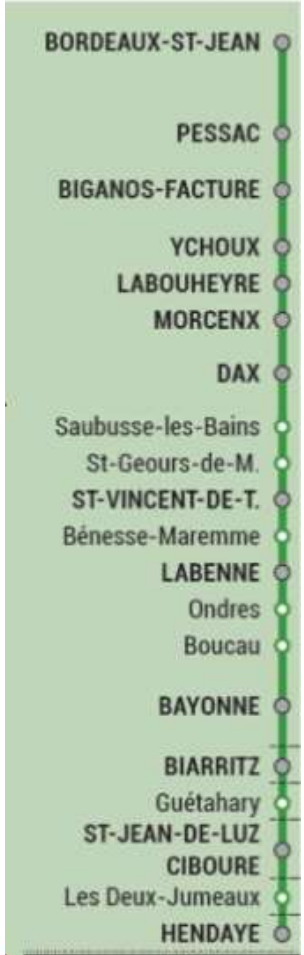 BORDEAUX-ST-JEAN
PESSAC
BIGANOS-FACTURE
YCHOUX
LABOUHEYRE
MORCENX
DAX
Saubusse-les-Bains
St-Geours-de-M.
ST-VINCENT-DE-T.
Bénesse-Maremme
LABENNE
Ondres
Boucau
BAYONNE
BIARRITZ
Guétahary
ST-JEAN-DE-LUZ
CIBOURE
Les Deux-Jumeaux
HENDAYE